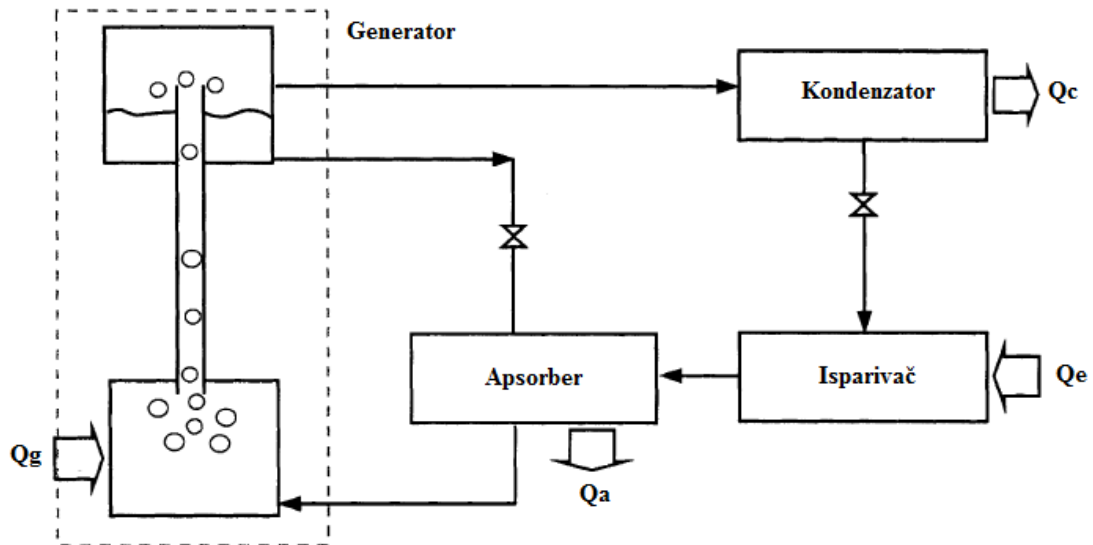 Generator
Kondenzator
Qc
Apsorber
Isparivač
Qe
Qg
Qa